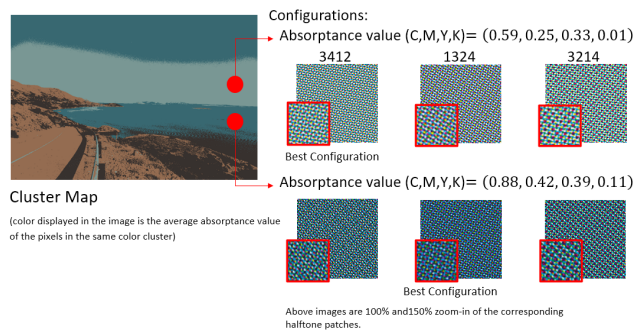 Configurations:
Absorptance value (C,M,Y,K)= (0.59, 0.25, 0.33, 0.01)
3412 1324 3214
Best Configuration
Absorptance value (C,M,Y,K)= (0.88, 0.42, 0.39, 0.11)
Cluster Map
(color displayed in the image is the average absorptance value
of the pixels in the same color cluster)
Best Configuration
Above images are 100% and150% zoom-in of the corresponding
halftone patches.